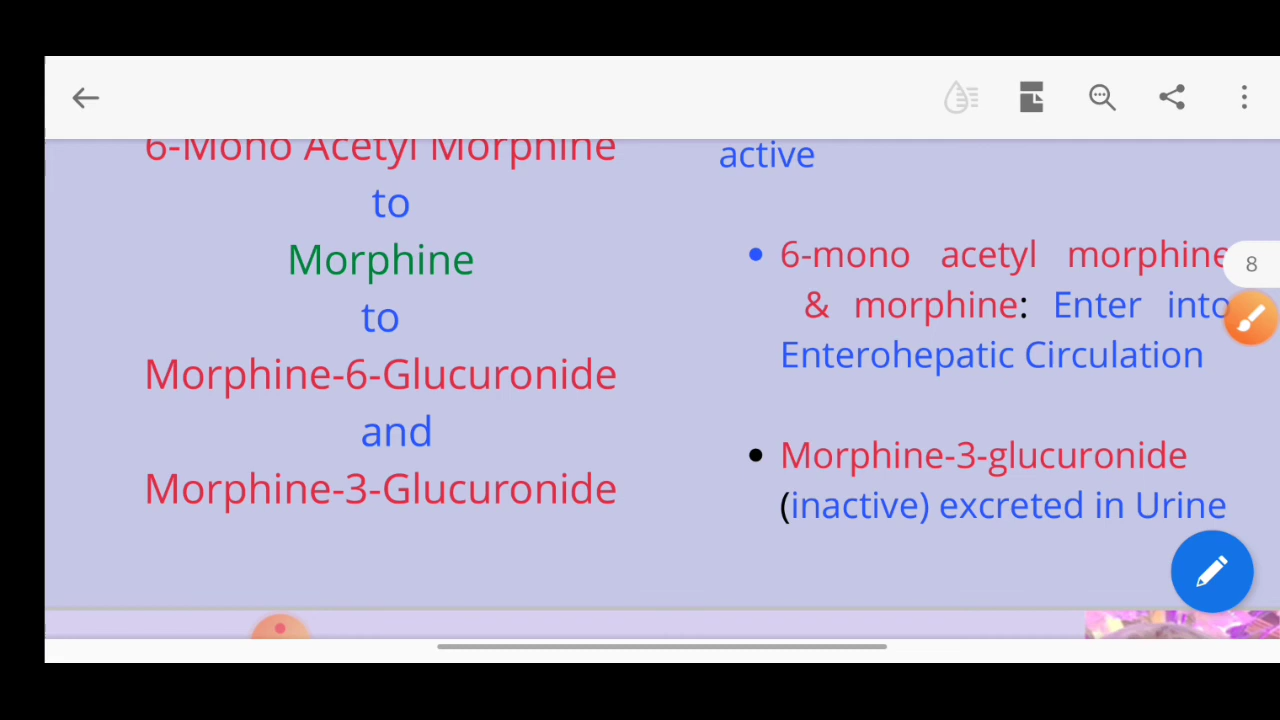 6-Mono Acetyl Morphine
to
Morphine
to
Morphine-6-Glucuronide
and
Morphine-3-Glucuronide
active
• 6-mono acetyl morphine
& morphine: Enter into
Enterohepatic Circulation
• Morphine-3-glucuronide
(inactive) excreted in Urine
8